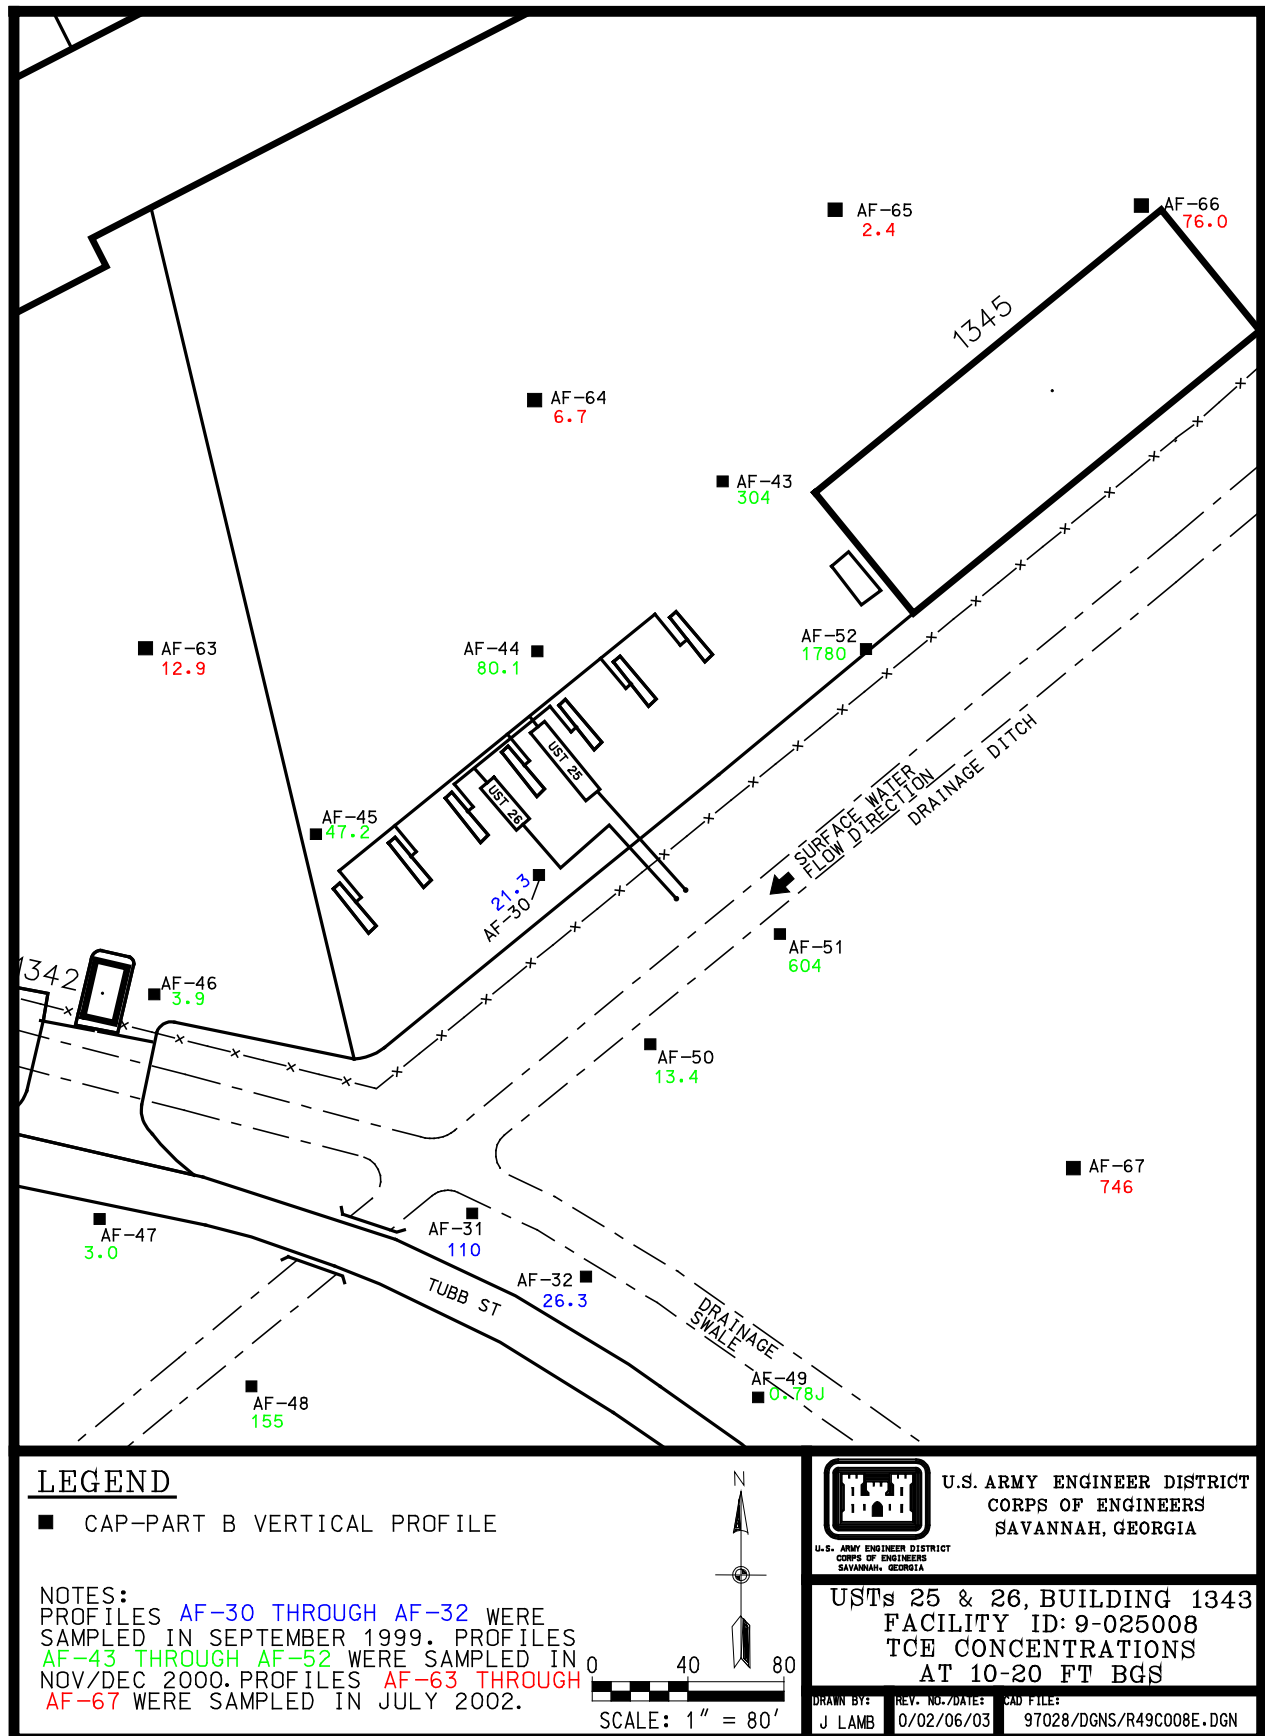 AF-65
2.4
AF-66
76.0
1345
AF-64
6.7
AF-43
304
AF-63
12.9
AF-44
80.1
AF-52
1780
UST 25
UST 26
AF-45
47.2
21.3
AF-30
SURFACE WATER
FLOW DIRECTION
DRAINAGE DITCH
AF-51
604
1342
AF-46
3.9
AF-50
13.4
AF-67
746
AF-47
3.0
AF-31
110
AF-32
26.3
TUBB ST
DRAINAGE
SWALE
AF-49
0.78J
AF-48
155
LEGEND
CAP-PART B VERTICAL PROFILE
NOTES:
PROFILES AF-30 THROUGH AF-32 WERE
SAMPLED IN SEPTEMBER 1999. PROFILES
AF-43 THROUGH AF-52 WERE SAMPLED IN
NOV/DEC 2000. PROFILES AF-63 THROUGH
AF-67 WERE SAMPLED IN JULY 2002.
N
0 40 80
SCALE: 1" = 80'
U.S. ARMY ENGINEER DISTRICT
CORPS OF ENGINEERS
SAVANNAH, GEORGIA
U.S. ARMY ENGINEER DISTRICT
CORPS OF ENGINEERS
SAVANNAH, GEORGIA
USTs 25 & 26, BUILDING 1343
FACILITY ID: 9-025008
TCE CONCENTRATIONS
AT 10-20 FT BGS
DRAWN BY:
J LAMB
REV. NO./DATE:
0/02/06/03
CAD FILE:
97028/DGNS/R49C008E.DGN